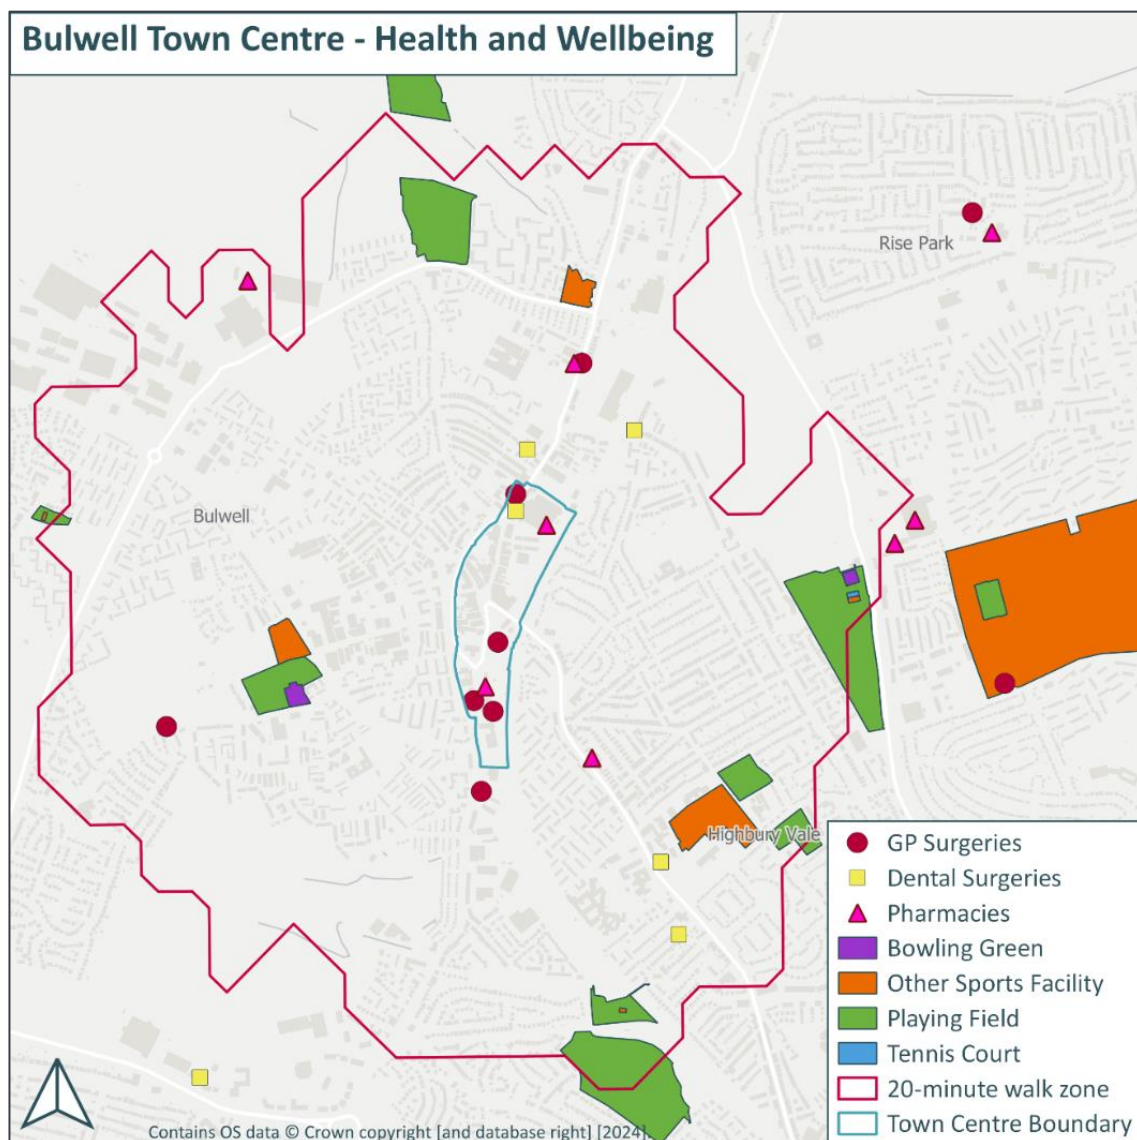 Bulwell Town Centre - Health and Wellbeing
Rise Park
Bulwell
Highbury Vale
GP Surgeries
Dental Surgeries
Pharmacies
Bowling Green
Other Sports Facility
Playing Field
Tennis Court
20-minute walk zone
Town Centre Boundary
Contains OS data © Crown copyright [and database right] [2024].